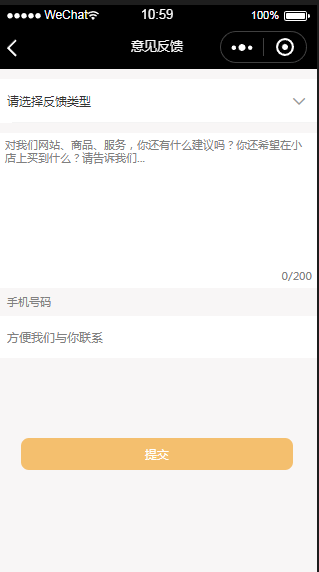 WeChat 10:59 100%
意见反馈
请选择反馈类型
对我们网站、商品、服务，你还有什么建议吗？你还希望在小
店上买到什么？请告诉我们...
0/200
手机号码
方便我们与你联系
提交